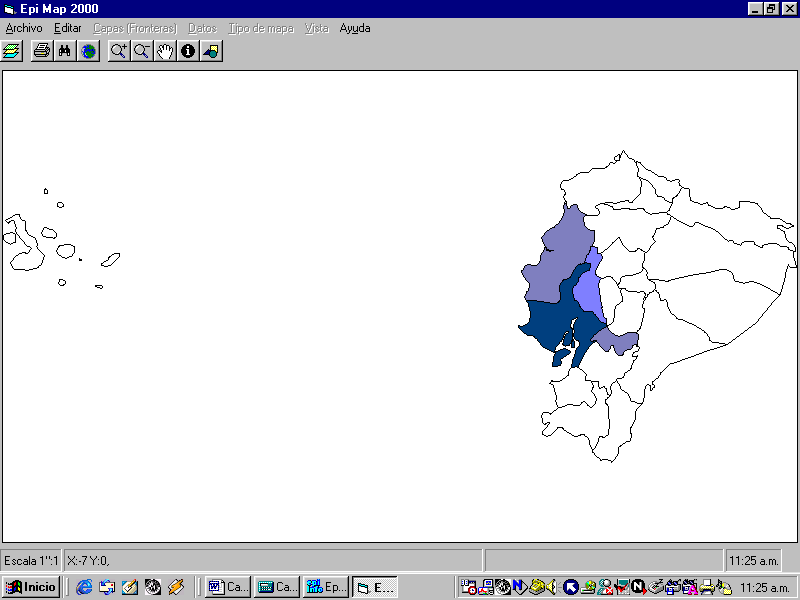 Epi Map 2000
Archivo Editar Capas (Fronteras) Datos Tipo de mapa Vista Ayuda
Escala 1":1 X:-7 Y:0, 11:25 a.m.
Inicio Ca... Ca... Ep... E... 11:25 a.m.